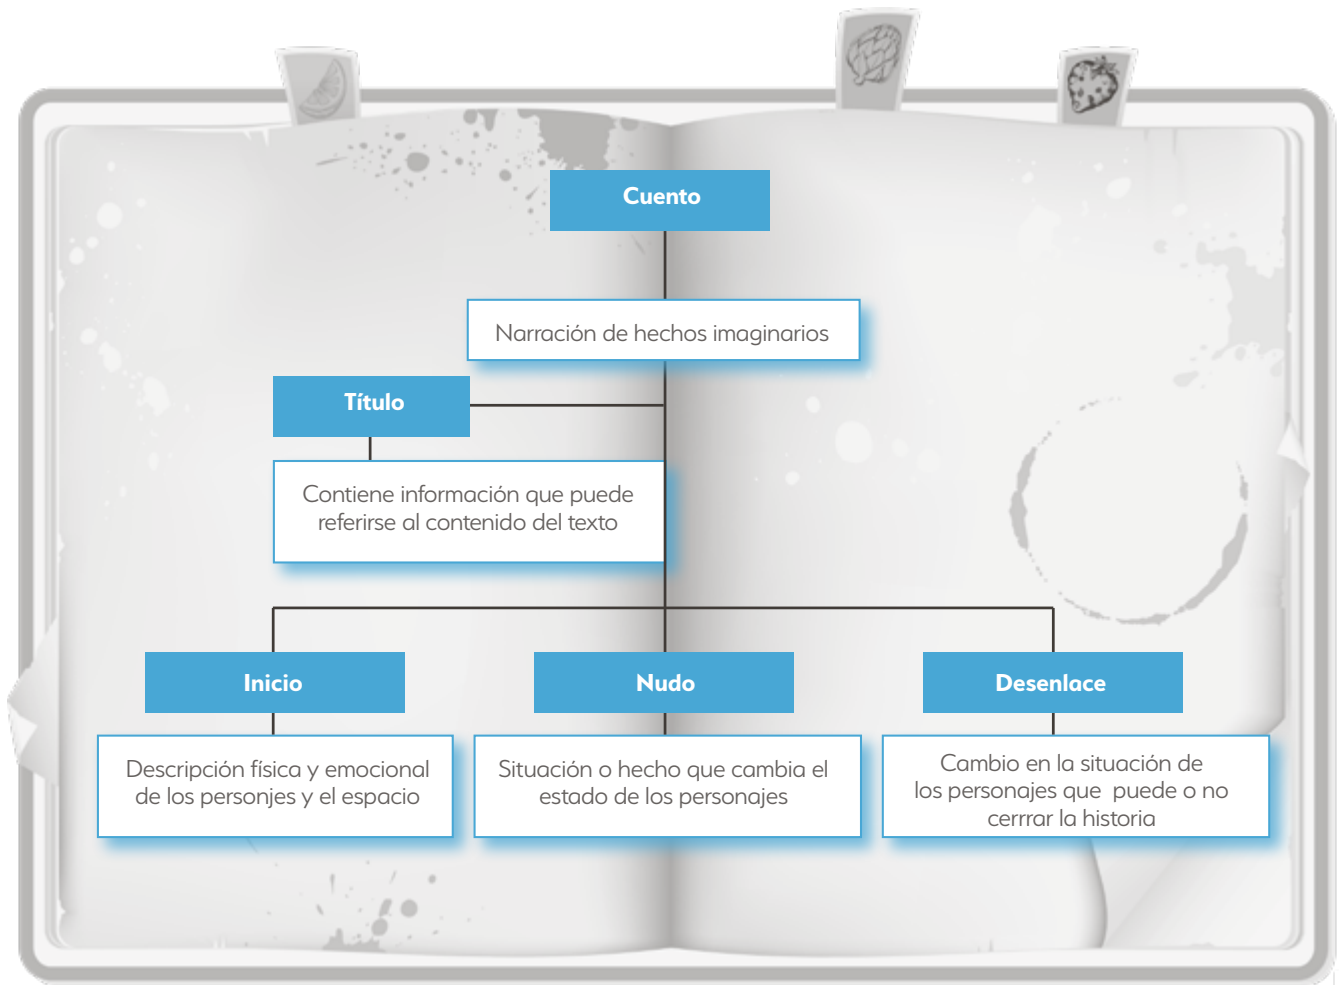 Cuento
Narración de hechos imaginarios
Título
Contiene información que puede
referirse al contenido del texto
Inicio
Nudo
Desenlace
Descripción física y emocional
de los personjes y el espacio
Situación o hecho que cambia el
estado de los personajes
Cambio en la situación de
los personajes que puede o no
cerrrar la historia